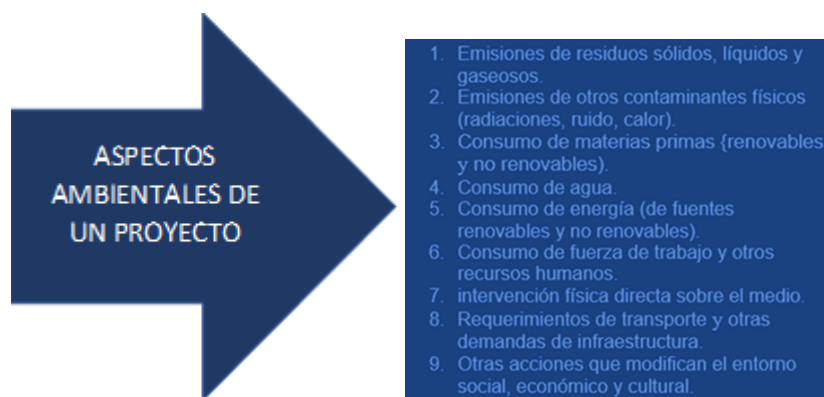 ASPECTOS
AMBIENTALES DE
UN PROYECTO
1. Emisiones de residuos sólidos, líquidos y
gaseosos.
2. Emisiones de otros contaminantes físicos
(radiaciones, ruido, calor).
3. Consumo de materias primas {renovables
y no renovables).
4. Consumo de agua.
5. Consumo de energía (de fuentes
renovables y no renovables).
6. Consumo de fuerza de trabajo y otros
recursos humanos.
7. intervención física directa sobre el medio.
8. Requerimientos de transporte y otras
demandas de infraestructura.
9. Otras acciones que modifican el entorno
social, económico y cultural.